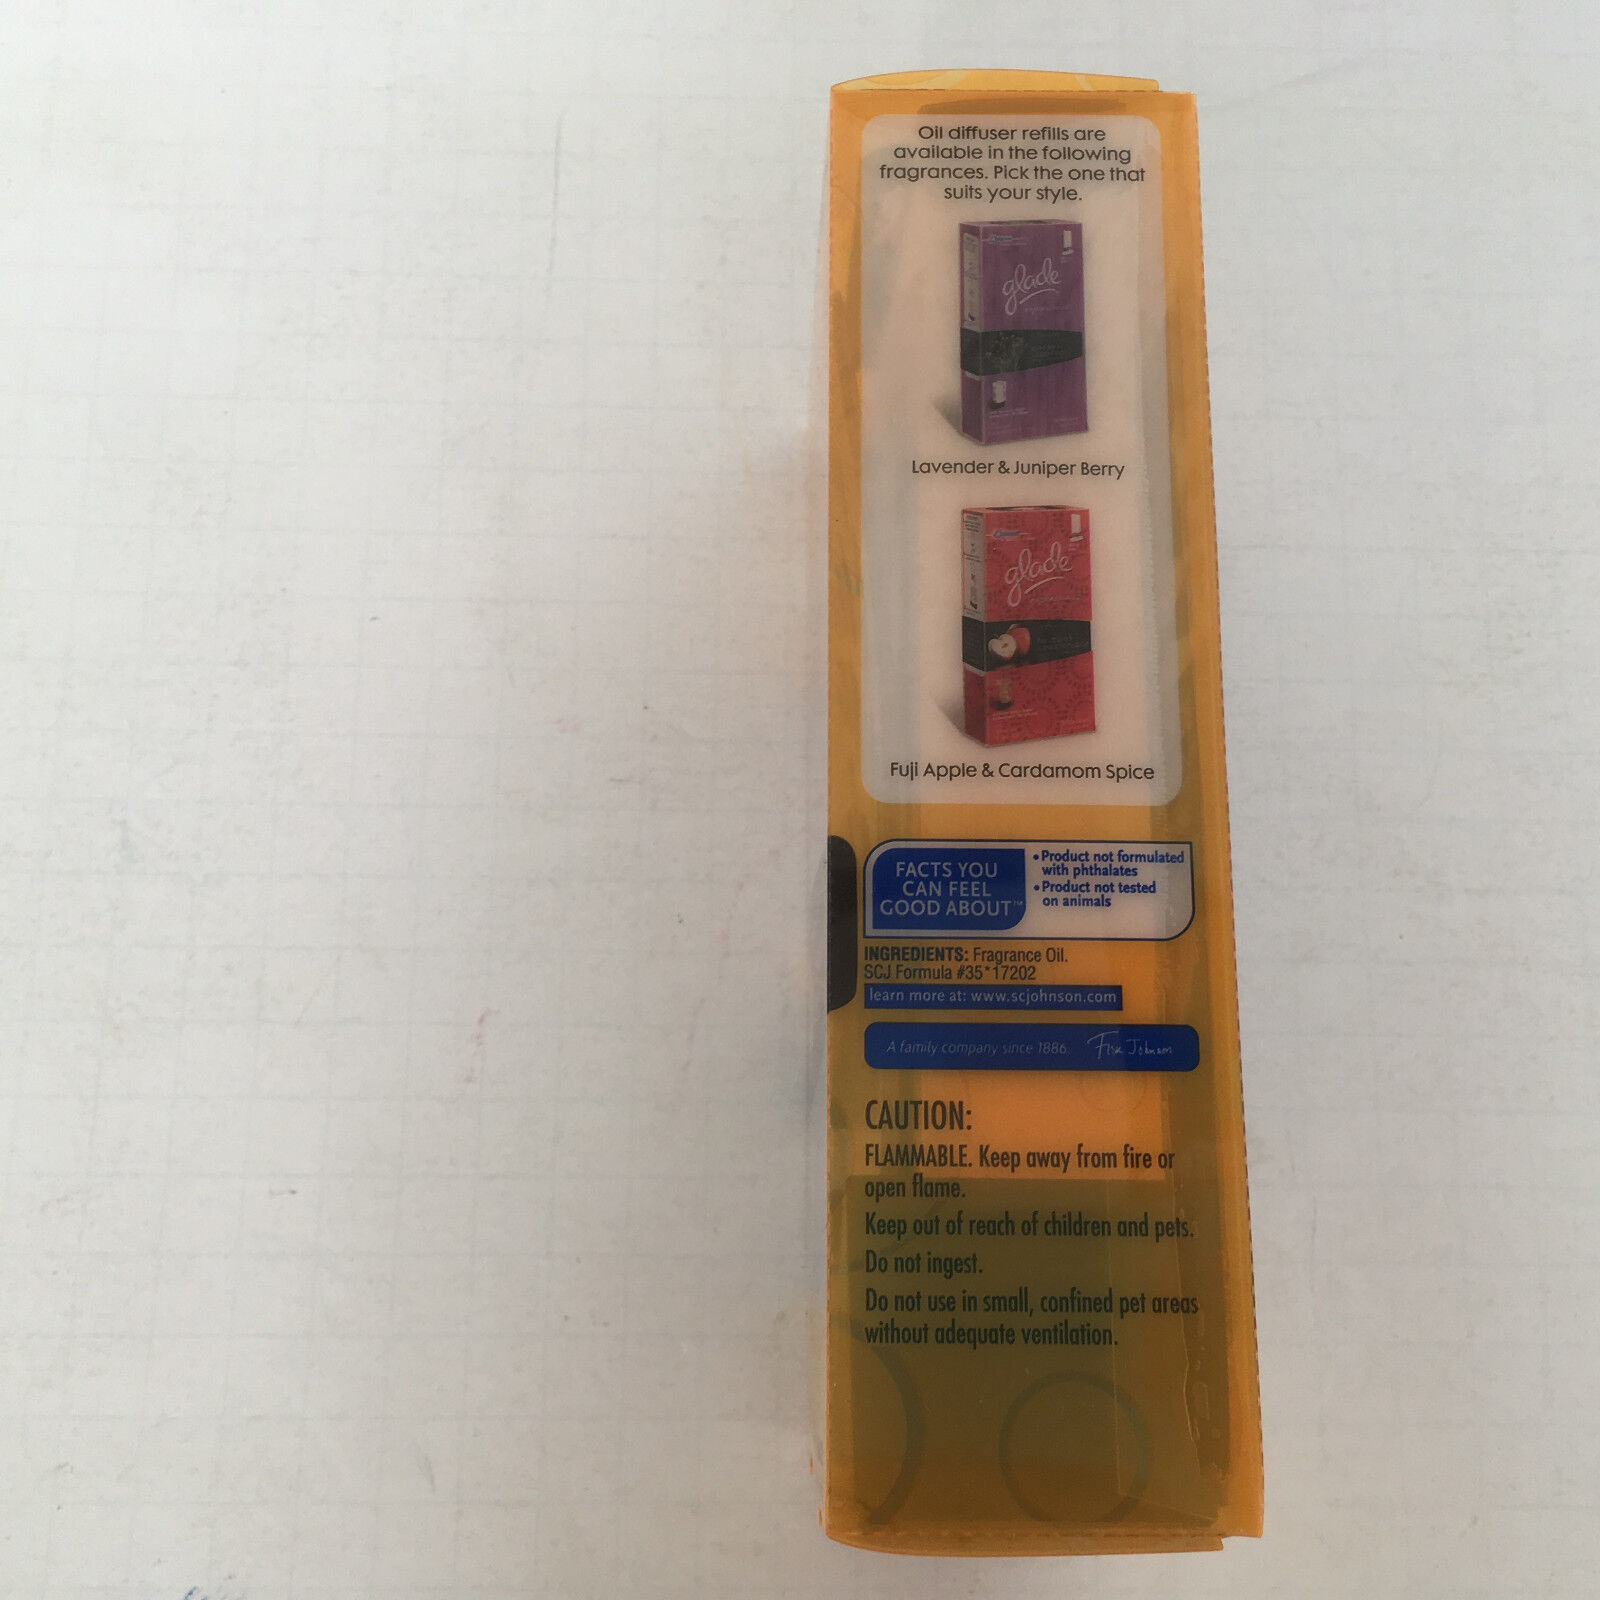 Oil diffuser refills are
available in the following
fragrances. Pick the one that
suits your style.
glade
Lavender & Juniper Berry
glade
Fuji Apple & Cardamom Spice
FACTS YOU
CAN FEEL
GOOD ABOUT™
• Product not formulated
with phthalates
• Product not tested
on animals
INGREDIENTS: Fragrance Oil.
SCJ Formula #35*17202
learn more at: www.scjohnson.com
A family company since 1886. Fisk Johnson
CAUTION:
FLAMMABLE. Keep away from fire or
open flame.
Keep out of reach of children and pets.
Do not ingest.
Do not use in small, confined pet areas
without adequate ventilation.